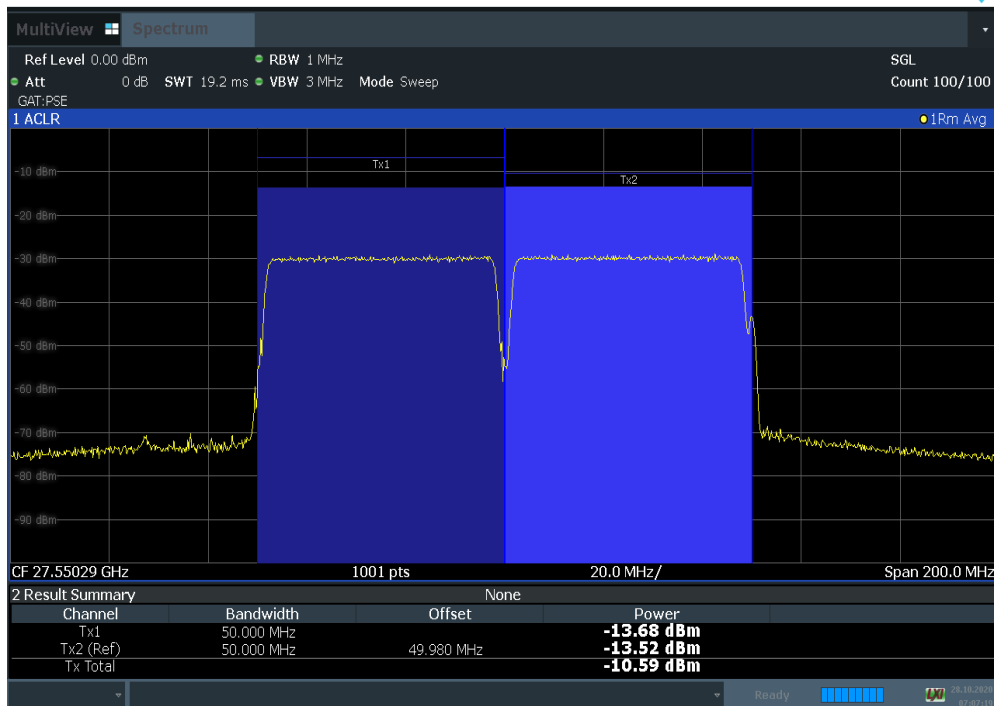 MultiView Spectrum
Ref Level 0.00 dBm RBW 1 MHz SGL
Att 0 dB SWT 19.2 ms VBW 3 MHz Mode Sweep Count 100/100
GAT:PSE
1 ACLR 1Rm Avg
Tx1
-10 dBm
Tx2
-20 dBm
-30 dBm
-40 dBm
-50 dBm
-60 dBm
-70 dBm
-80 dBm
-90 dBm
CF 27.55029 GHz 1001 pts 20.0 MHz/ Span 200.0 MHz
2 Result Summary None
Channel Bandwidth Offset Power
Tx1 50.000 MHz -13.68 dBm
Tx2 (Ref) 50.000 MHz 49.980 MHz -13.52 dBm
Tx Total -10.59 dBm
Ready LXI 28.10.2020
07:07:19